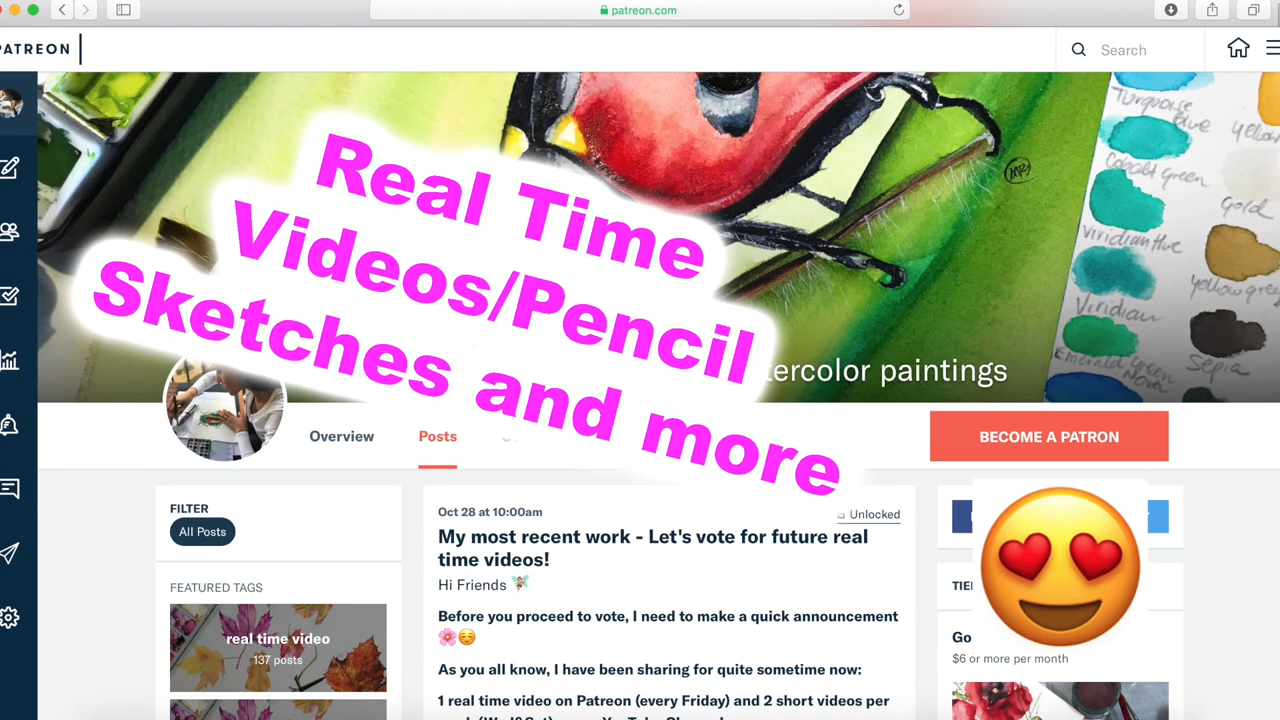 patreon.com
PATREON
Search
Real Time
Videos/Pencil
Sketches and more
Turquoise
Blue
Cobalt green
Viridian Hue
Viridian
Emerald green
Nova
Gold
Yellow green
Sepia
tercolor paintings
Overview
Posts
BECOME A PATRON
FILTER
All Posts
FEATURED TAGS
real time video
137 posts
Oct 28 at 10:00am
Unlocked
My most recent work - Let's vote for future real
time videos!
Hi Friends 🧚
Before you proceed to vote, I need to make a quick announcement
🌸☺️
As you all know, I have been sharing for quite sometime now:
1 real time video on Patreon (every Friday) and 2 short videos per
TIE
Go
$6 or more per month